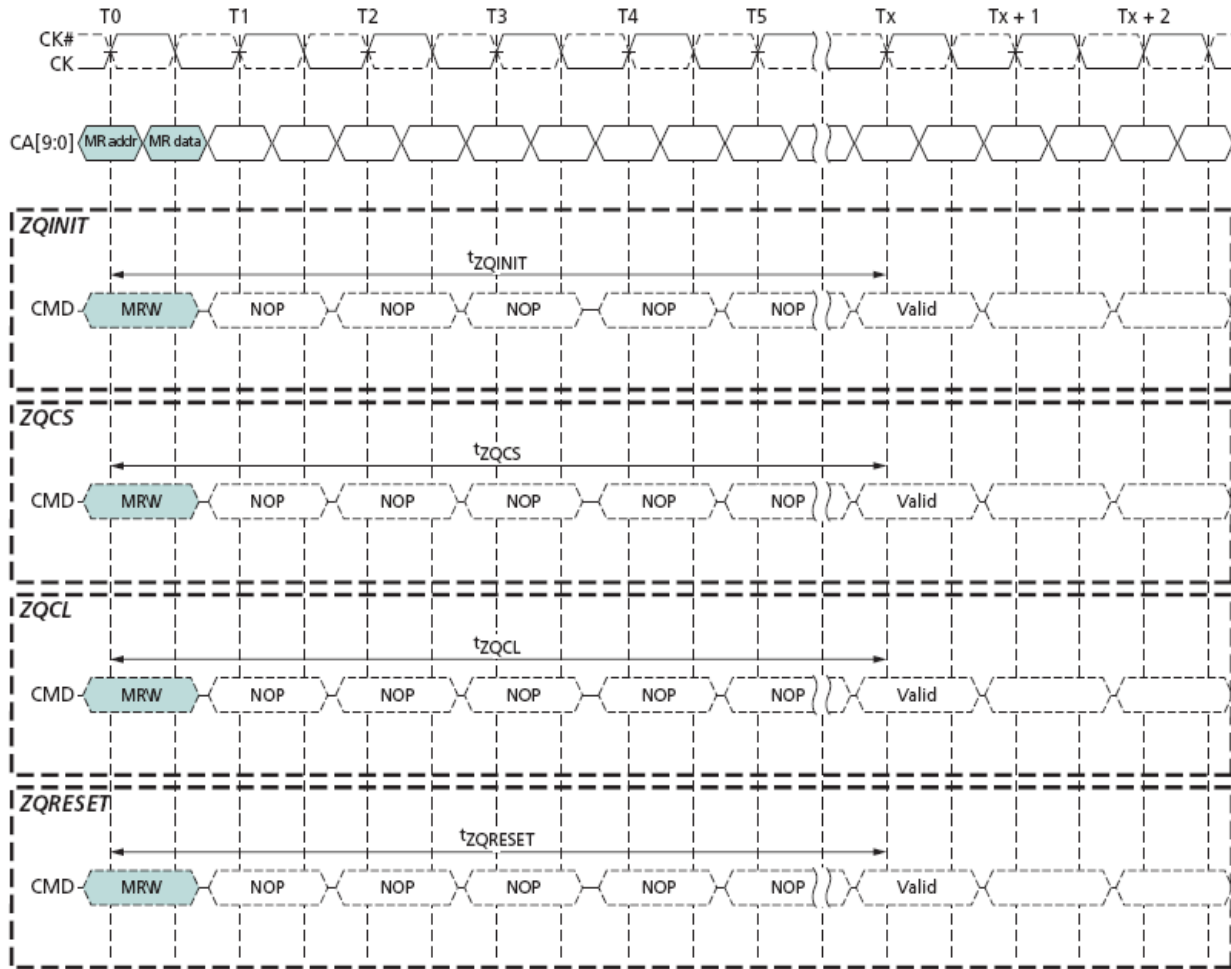 T0 T1 T2 T3 T4 T5 Tx Tx + 1 Tx + 2
CK#
CK
CA[9:0] MR addr MR data
ZQINIT
tZQINIT
CMD MRW NOP NOP NOP NOP NOP Valid
ZQCS
tZQCS
CMD MRW NOP NOP NOP NOP NOP Valid
ZQCL
tZQCL
CMD MRW NOP NOP NOP NOP NOP Valid
ZQRESET
tZQRESET
CMD MRW NOP NOP NOP NOP NOP Valid